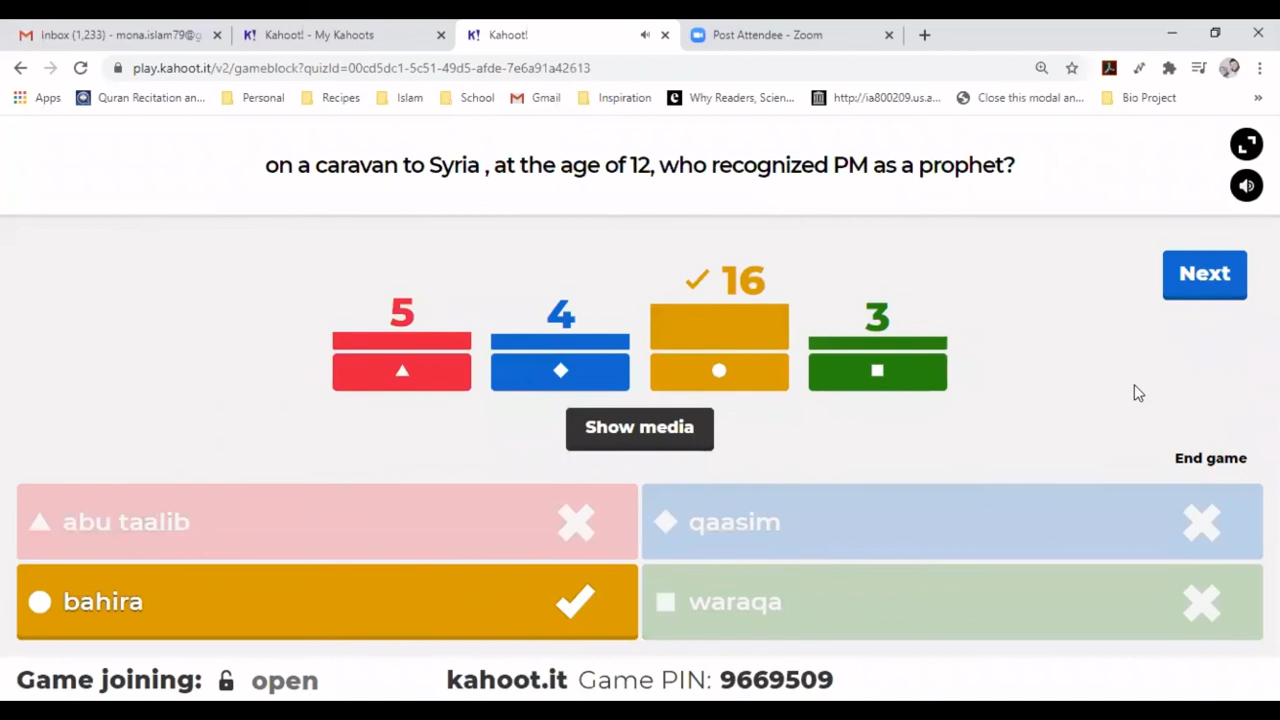 Inbox (1,233) - mona.islam79@g
Kahoot! - My Kahoots
Kahoot!
Post Attendee - Zoom
play.kahoot.it/v2/gameblock?quizId=00cd5dc1-5c51-49d5-afde-7e6a91a42613
Apps
Quran Recitation an...
Personal
Recipes
Islam
School
Gmail
Inspiration
Why Readers, Scien...
http://ia800209.us.a...
Close this modal an...
Bio Project
on a caravan to Syria , at the age of 12, who recognized PM as a prophet?
Next
5
4
16
3
Show media
End game
abu taalib
qaasim
bahira
waraqa
Game joining: open
kahoot.it Game PIN: 9669509